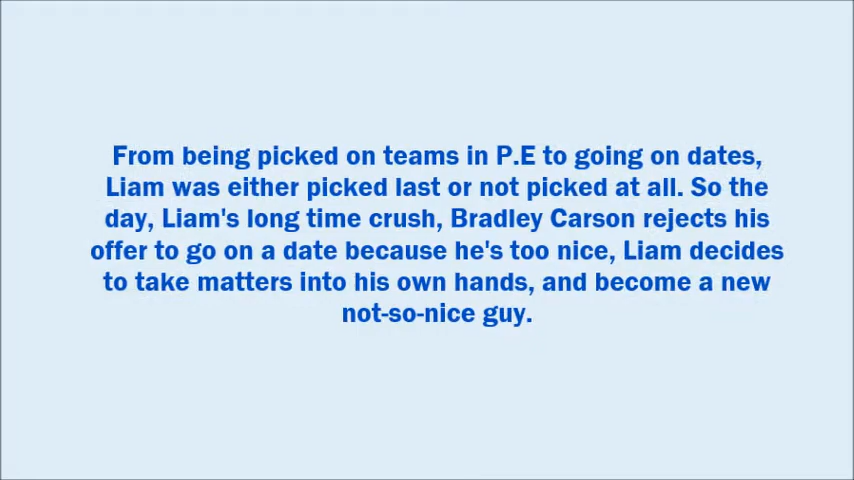 From being picked on teams in P.E to going on dates,
Liam was either picked last or not picked at all. So the
day, Liam's long time crush, Bradley Carson rejects his
offer to go on a date because he's too nice, Liam decides
to take matters into his own hands, and become a new
not-so-nice guy.